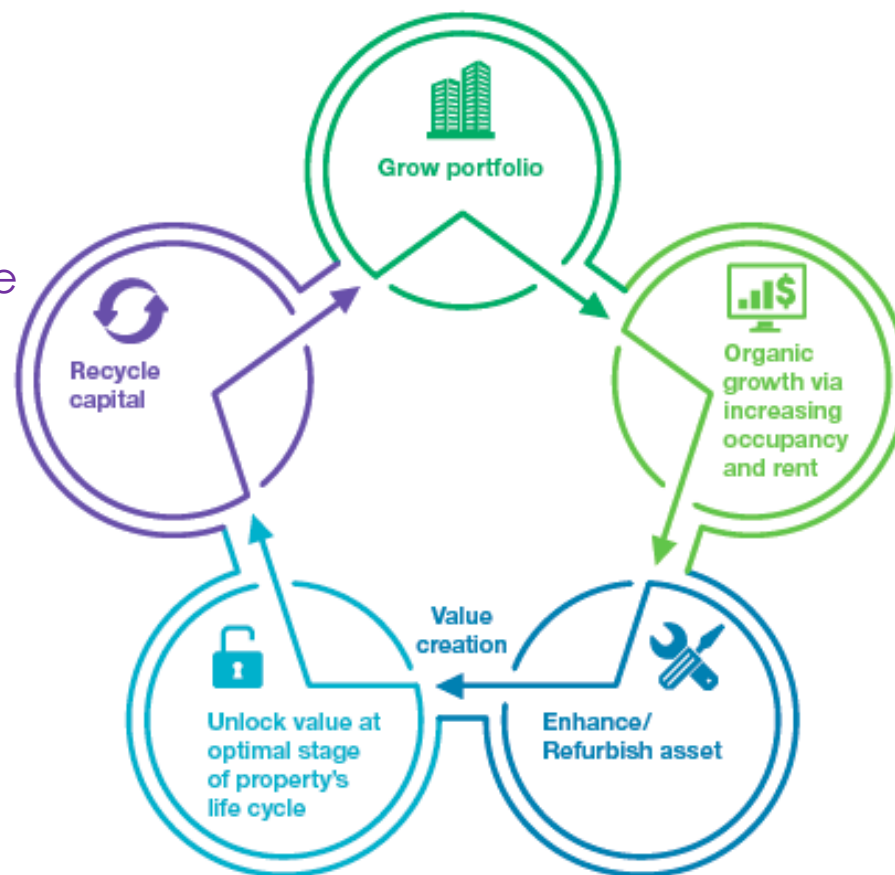 Grow portfolio
e
Recycle
capital
$
Organic
growth via
increasing
occupancy
and rent
Value
creation
Unlock value at
optimal stage
of property's
life cycle
Enhance/
Refurbish asset